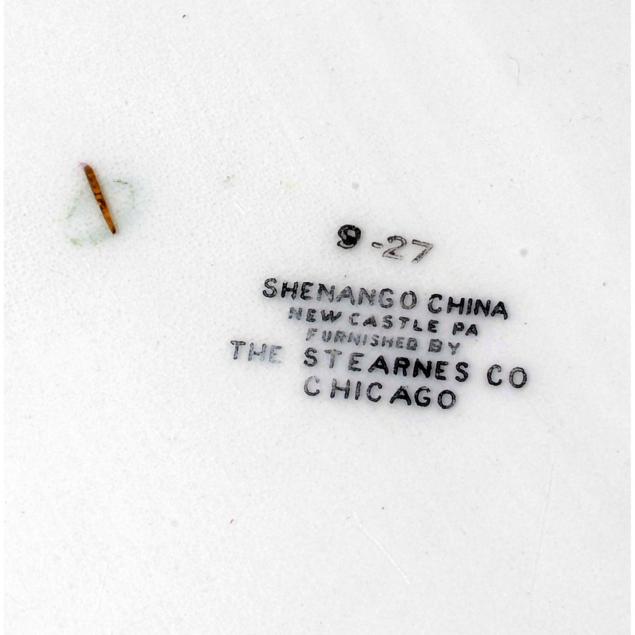 9-27
SHENANGO CHINA
NEW CASTLE PA
FURNISHED BY
THE STEARNES CO
CHICAGO